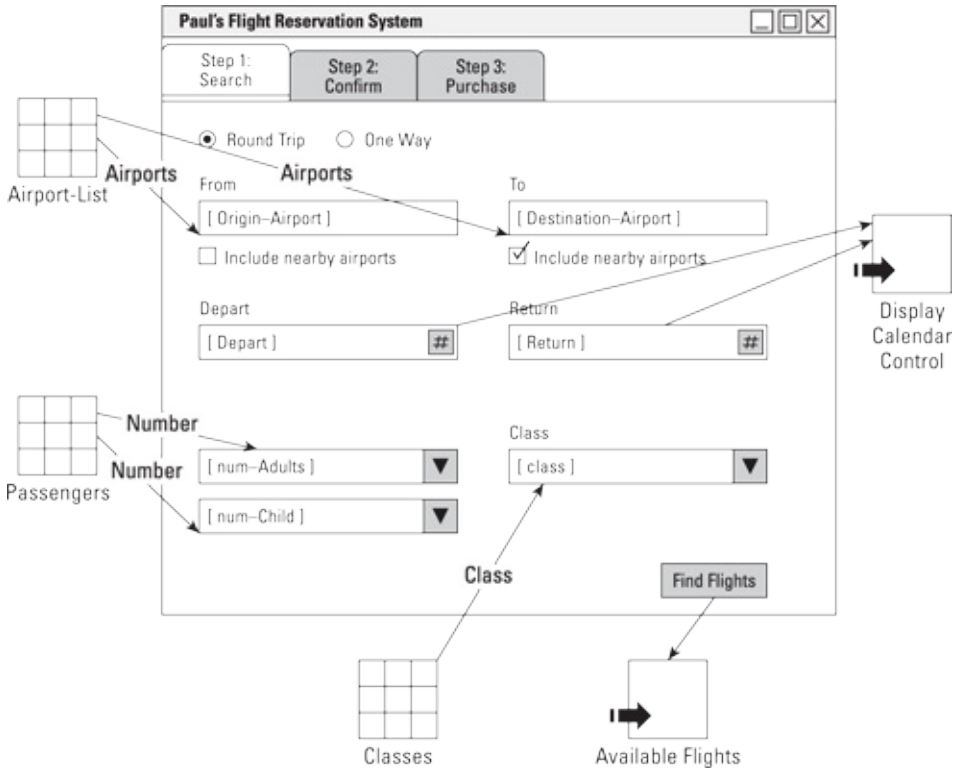 Paul's Flight Reservation System
Step 1:
Search
Step 2:
Confirm
Step 3:
Purchase
Round Trip
One Way
Airport-List
Airports
Airports
From
To
[ Origin–Airport ]
[ Destination–Airport ]
Include nearby airports
Include nearby airports
Depart
Return
[ Depart ]
#
[ Return ]
#
Display
Calendar
Control
Passengers
Number
Number
Class
[ num–Adults ]
[ class ]
[ num–Child ]
Class
Find Flights
Classes
Available Flights